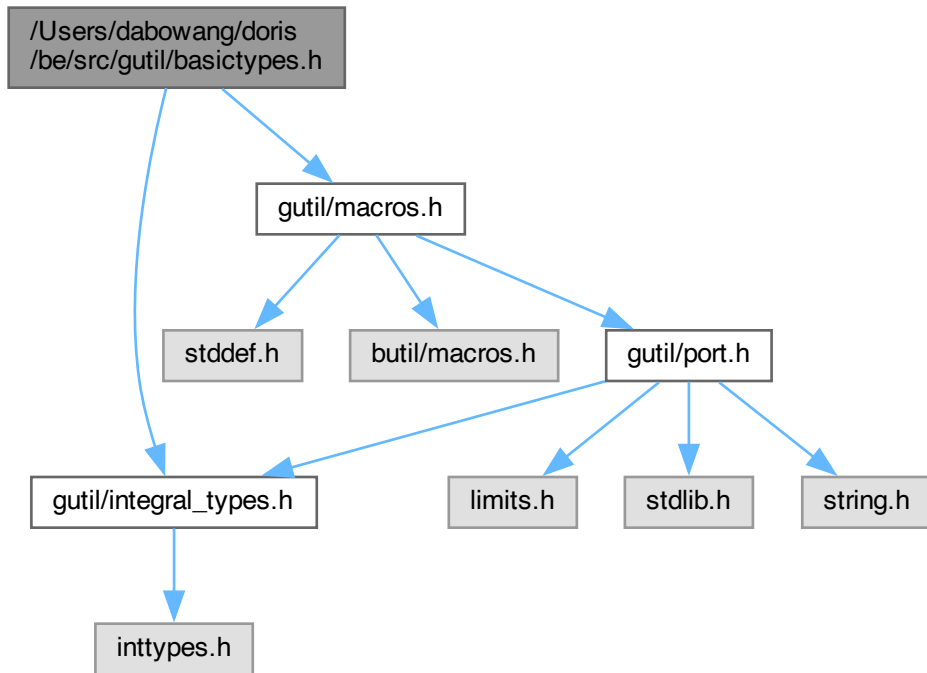 /Users/dabowang/doris
/be/src/gutil/basictypes.h
gutil/macros.h
stddef.h
butil/macros.h
gutil/port.h
gutil/integral_types.h
limits.h
stdlib.h
string.h
inttypes.h